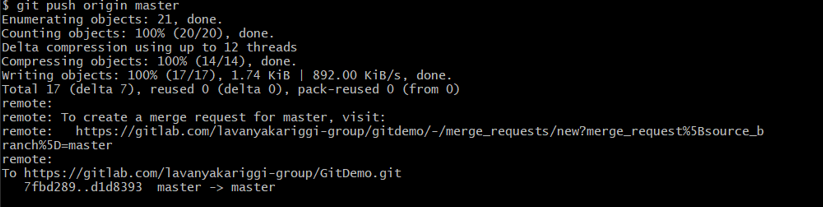 $ git push origin master
Enumerating objects: 21, done.
Counting objects: 100% (20/20), done.
Delta compression using up to 12 threads
Compressing objects: 100% (14/14), done.
Writing objects: 100% (17/17), 1.74 KiB | 892.00 KiB/s, done.
Total 17 (delta 7), reused 0 (delta 0), pack-reused 0 (from 0)
remote:
remote: To create a merge request for master, visit:
remote:   https://gitlab.com/lavanyakariggi-group/gitdemo/-/merge_requests/new?merge_request%5Bsource_b
ranch%5D=master
remote:
To https://gitlab.com/lavanyakariggi-group/GitDemo.git
   7fbd289..d1d8393  master -> master